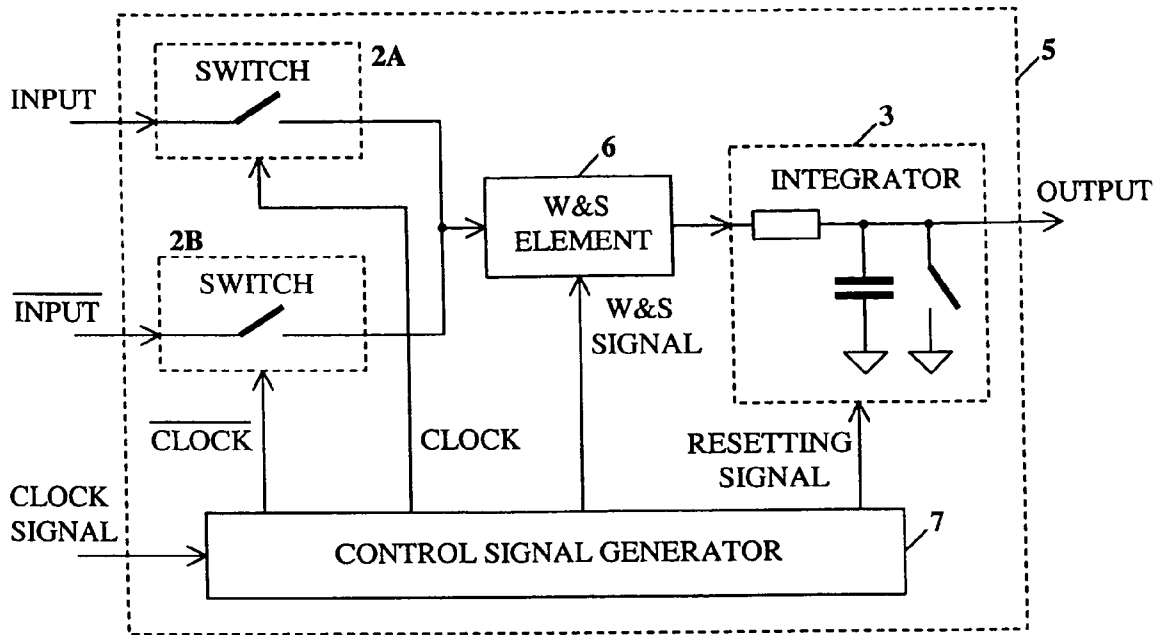 2A
5
SWITCH
INPUT
3
6
INTEGRATOR
OUTPUT
W&S
ELEMENT
2B
SWITCH
INPUT
W&S
SIGNAL
CLOCK
CLOCK
RESETTING
SIGNAL
CLOCK
SIGNAL
7
CONTROL SIGNAL GENERATOR